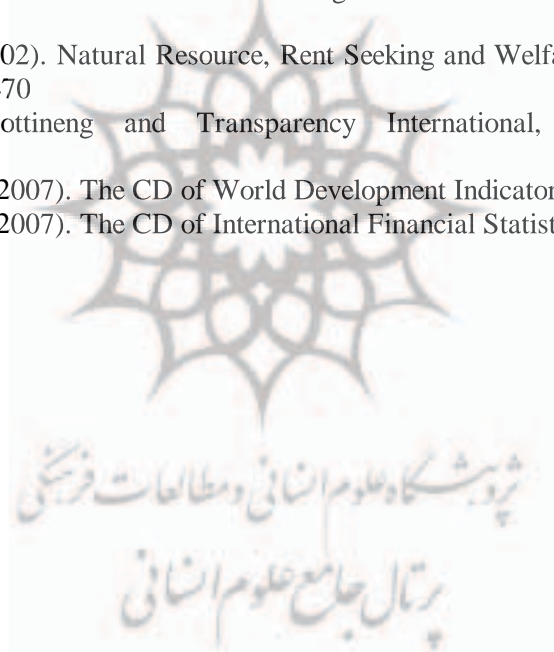 02). Natural Resource, Rent Seeking and Welfa
70
ottineng and Transparency International,
2007). The CD of World Development Indicator
2007). The CD of International Financial Statist
پژوهشگاه علوم انسانی و مطالعات فرهنگی
پرتال جامع علوم انسانی